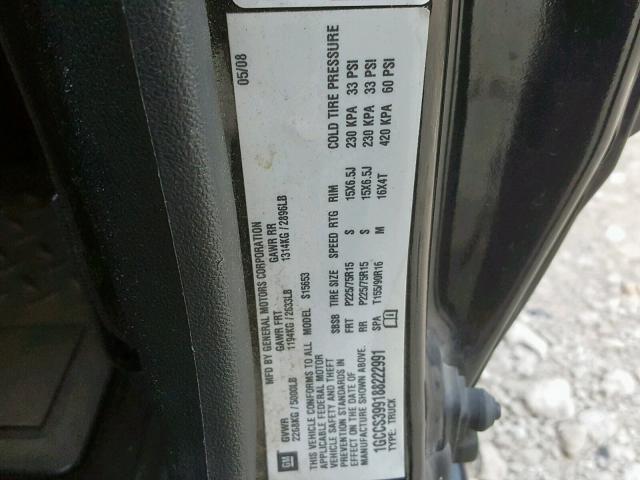 MFD BY GENERAL MOTORS CORPORATION 05/08
GM GVWR GAWR FRT GAWR RR
2268KG / 5000LB 1194KG / 2633LB 1314KG / 2896LB
THIS VEHICLE CONFORMS TO ALL MODEL S15653
APPLICABLE FEDERAL MOTOR
VEHICLE SAFETY AND THEFT
PREVENTION STANDARDS IN
EFFECT ON THE DATE OF
MANUFACTURE SHOWN ABOVE.
1GCCS399188222991
TYPE: TRUCK
SBSB TIRE SIZE SPEED RTG RIM COLD TIRE PRESSURE
FRT P225/75R15 S 15X6.5J 230 KPA 33 PSI
RR P225/75R15 S 15X6.5J 230 KPA 33 PSI
SPA T155/90R16 M 16X4T 420 KPA 60 PSI